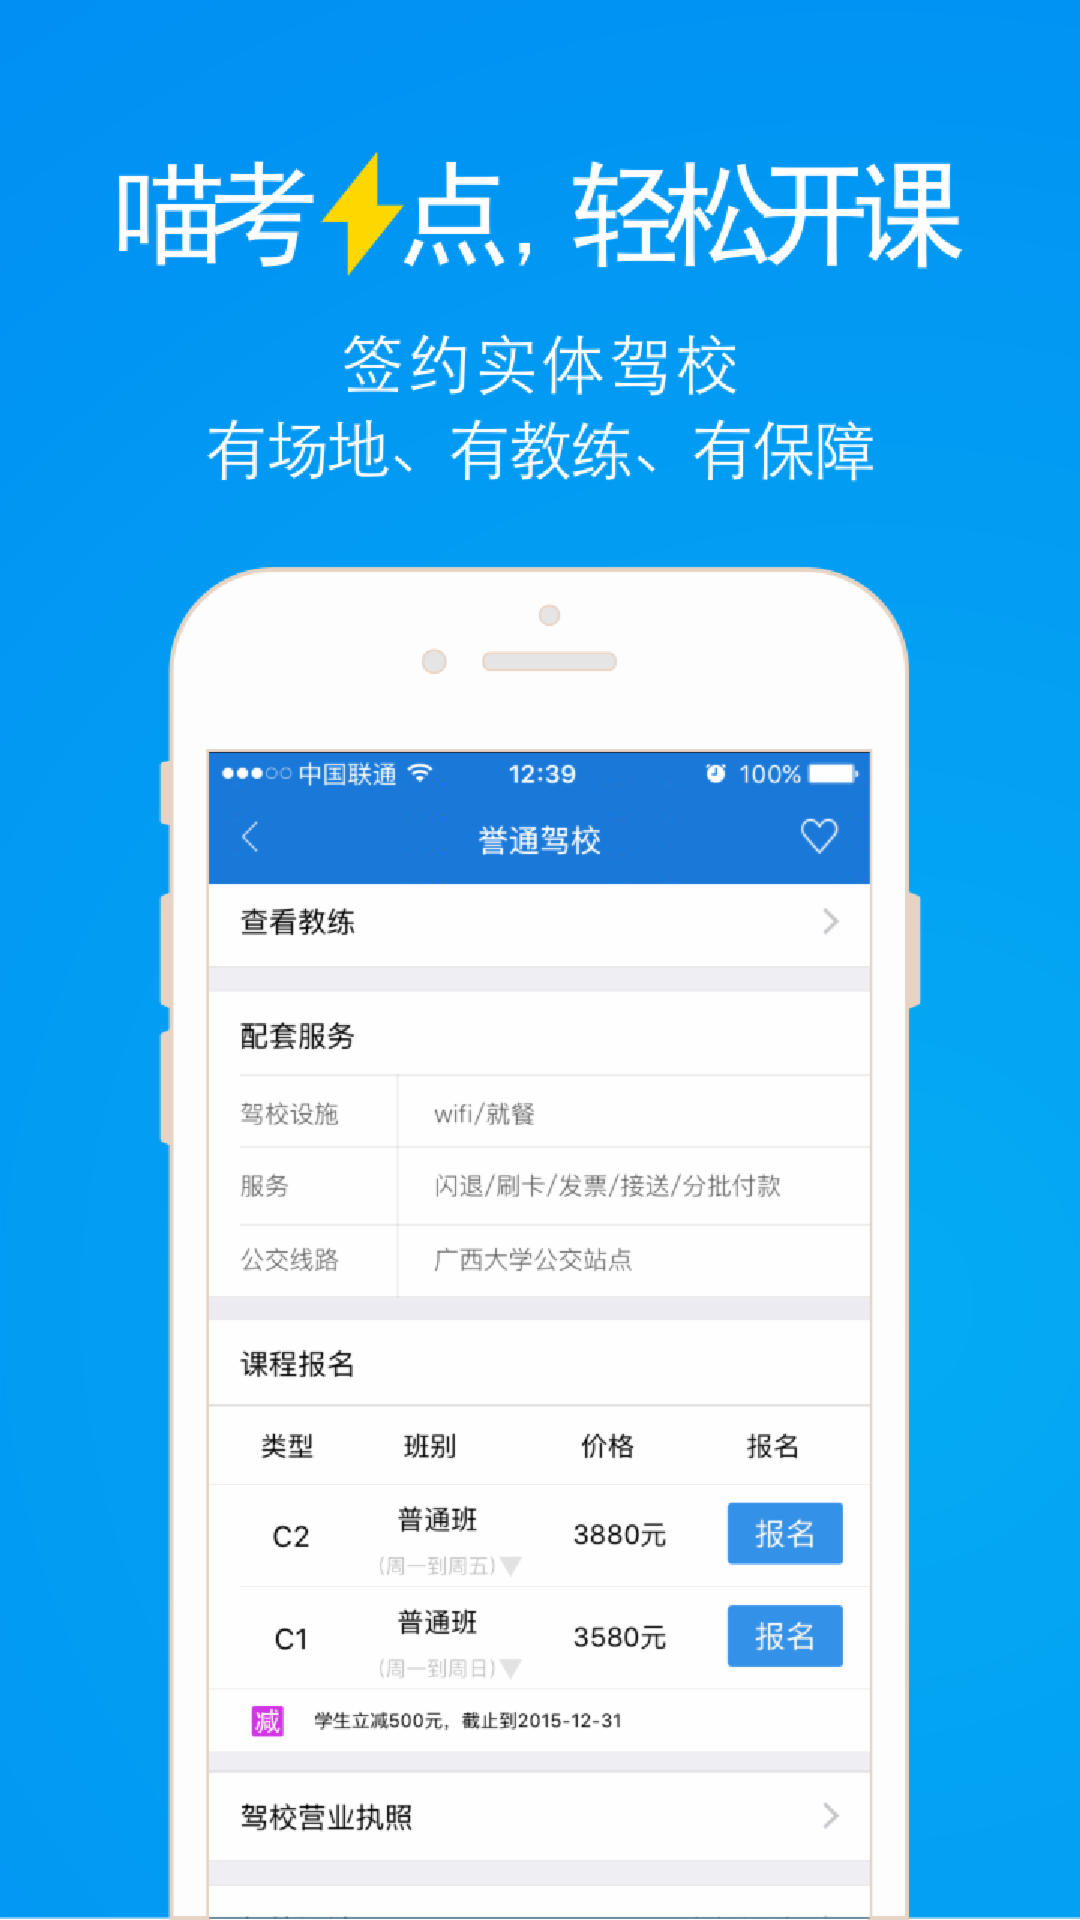 喵考点，轻松开课
签约实体驾校
有场地、有教练、有保障
中国联通 12:39 100%
誉通驾校
查看教练
配套服务
驾校设施 wifi/就餐
服务 闪退/刷卡/发票/接送/分批付款
公交线路 广西大学公交站点
课程报名
类型 班别 价格 报名
C2 普通班 3880元 报名
(周一到周五)
C1 普通班 3580元 报名
(周一到周日)
减 学生立减500元，截止到2015-12-31
驾校营业执照